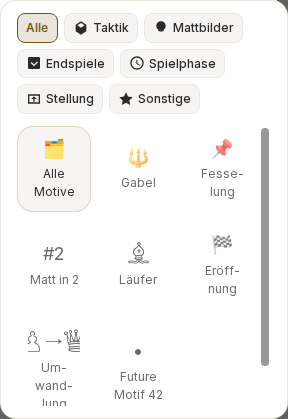 Alle
Taktik
Mattbilder
Endspiele
Spielphase
Stellung
Sonstige
Alle
Motive
Gabel
Fesse-
lung
#2
Matt in 2
Läufer
Eröff-
nung
Um-
wand-
lung
Future
Motif 42